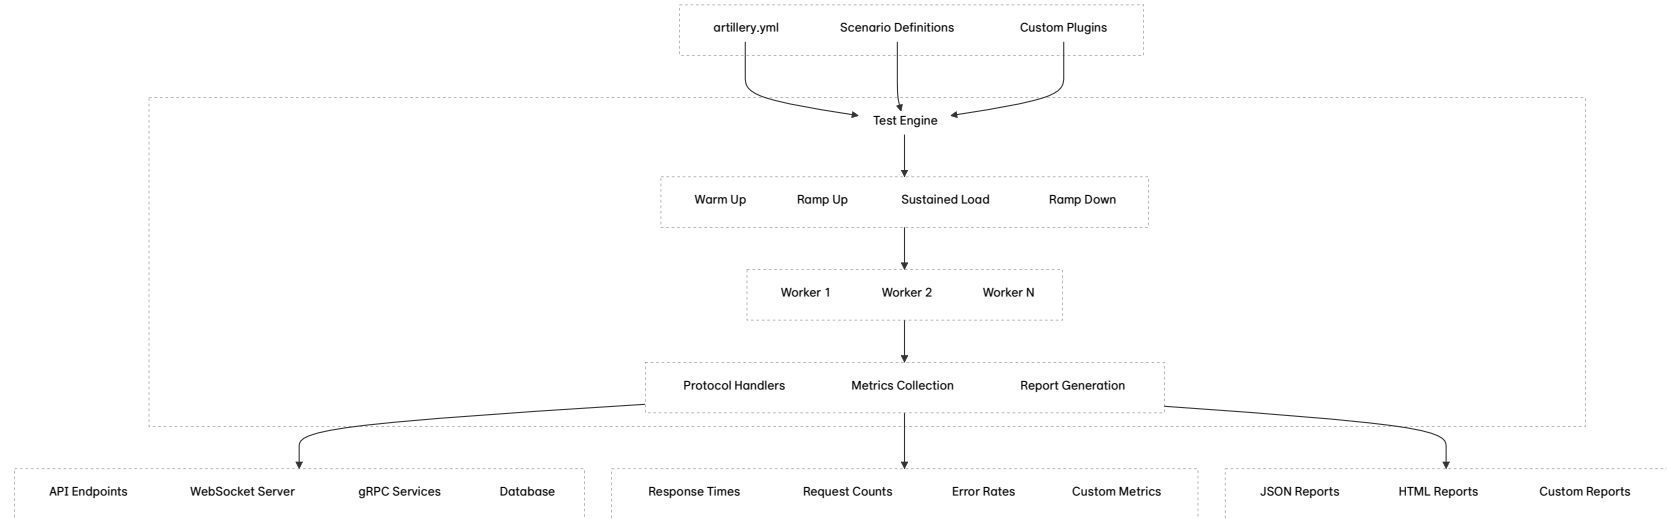 artillery.yml Scenario Definitions Custom Plugins
Test Engine
Warm Up Ramp Up Sustained Load Ramp Down
Worker 1 Worker 2 Worker N
Protocol Handlers Metrics Collection Report Generation
API Endpoints WebSocket Server gRPC Services Database Response Times Request Counts Error Rates Custom Metrics JSON Reports HTML Reports Custom Reports